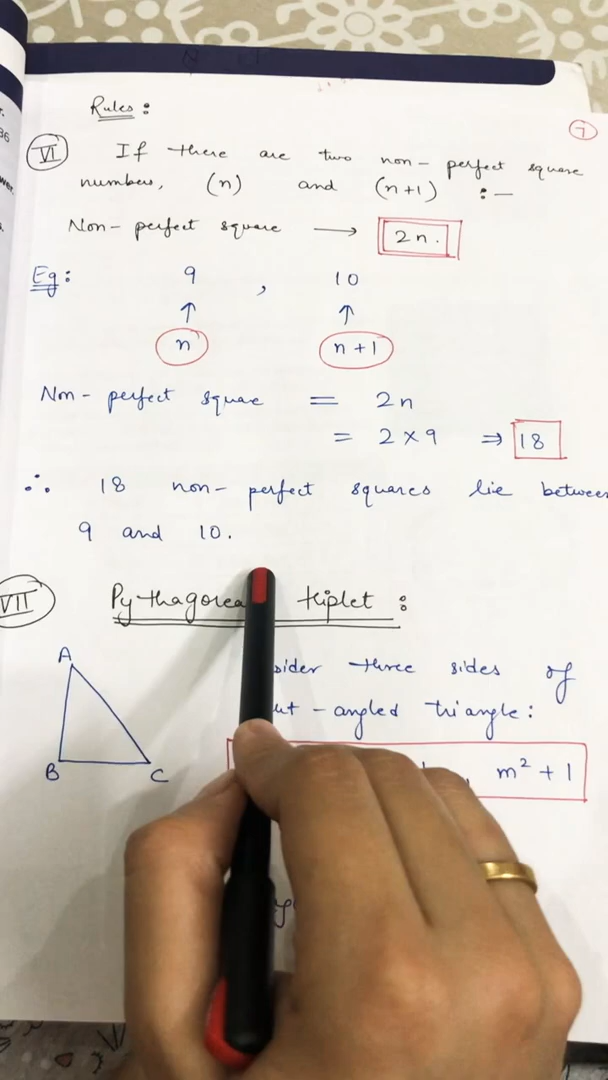 Rules :
7
VI If there are two non-perfect square
numbers, (n) and (n+1) :-
Non-perfect square → 2n.
Eg: 9 , 10
↑ ↑
n n+1
Non-perfect square = 2n
= 2×9 ⇒ 18
∴ 18 non-perfect squares lie between
9 and 10.
VII triplet :
A
three sides of
-angled triangle:
B C
, m²+1